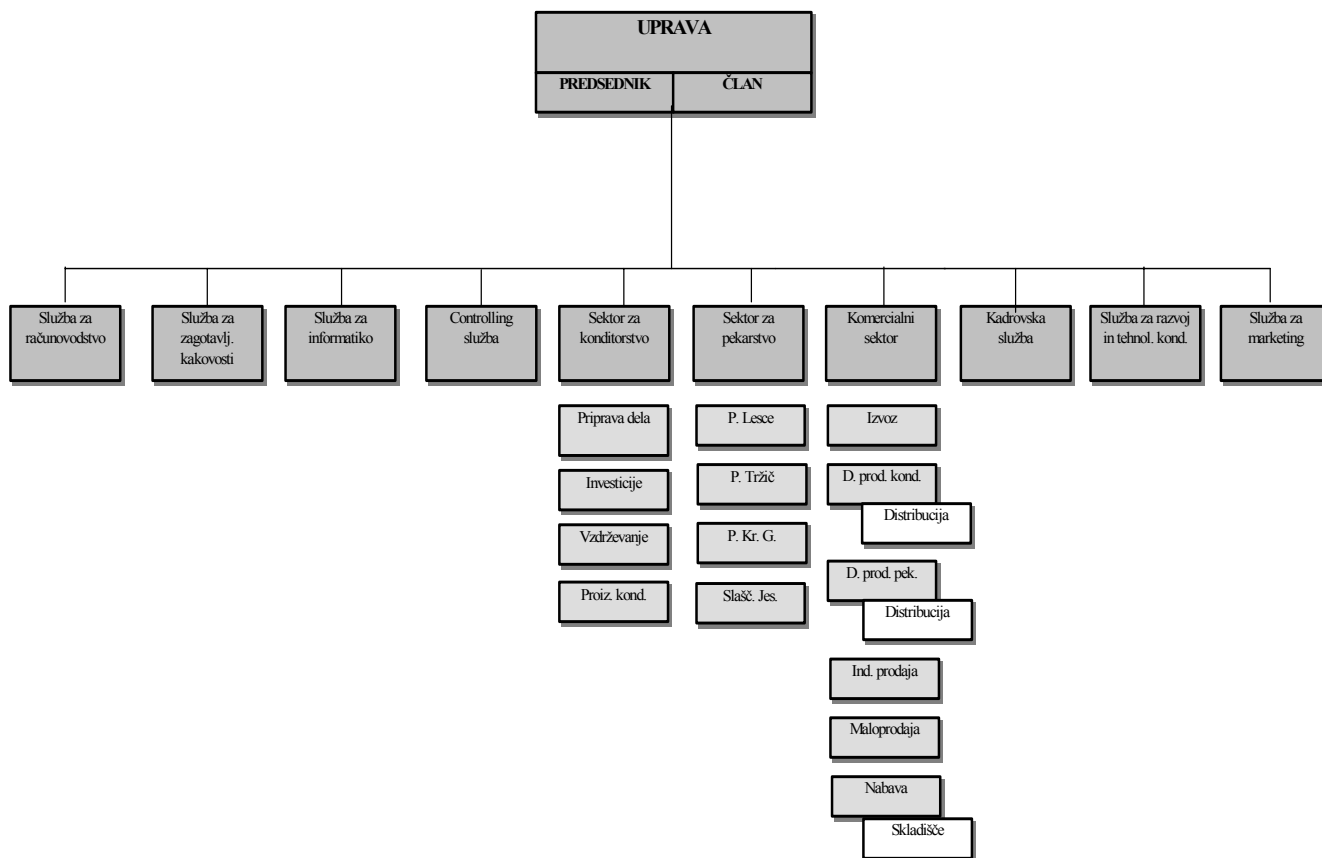 UPRAVA
PREDSEDNIK
ČLAN
Služba za
računovodstvo
Služba za
zagotavlj.
kakovosti
Služba za
informatiko
Controlling
služba
Sektor za
konditorstvo
Sektor za
pekarstvo
Komercialni
sektor
Kadrovska
služba
Služba za razvoj
in tehnol. kond.
Služba za
marketing
Priprava dela
Investicije
Vzdrževanje
Proiz. kond.
P. Lesce
P. Tržič
P. Kr. G.
Slašč. Jes.
Izvoz
D. prod. kond.
Distribucija
D. prod. pek.
Distribucija
Ind. prodaja
Maloprodaja
Nabava
Skladišče